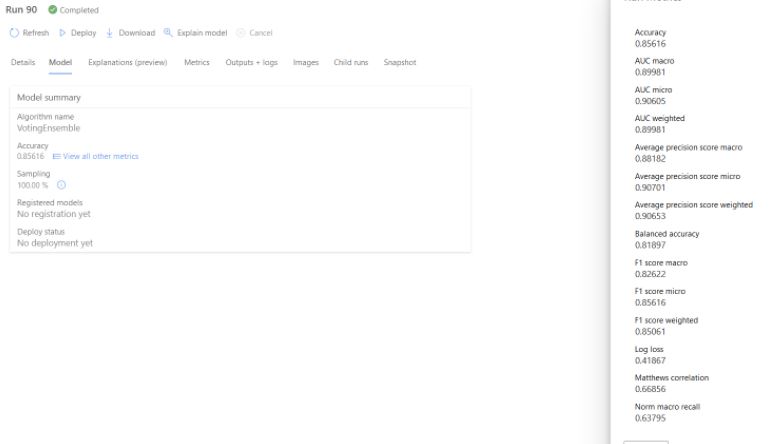 Run 90 Completed
Refresh Deploy Download Explain model Cancel
Details Model Explanations (preview) Metrics Outputs + logs Images Child runs Snapshot
Model summary
Algorithm name
VotingEnsemble
Accuracy
0.85616 View all other metrics
Sampling
100.00 %
Registered models
No registration yet
Deploy status
No deployment yet
Accuracy
0.85616
AUC macro
0.89981
AUC micro
0.90605
AUC weighted
0.89981
Average precision score macro
0.88182
Average precision score micro
0.90701
Average precision score weighted
0.90653
Balanced accuracy
0.81897
F1 score macro
0.82622
F1 score micro
0.85616
F1 score weighted
0.85061
Log loss
0.41867
Matthews correlation
0.66856
Norm macro recall
0.63795